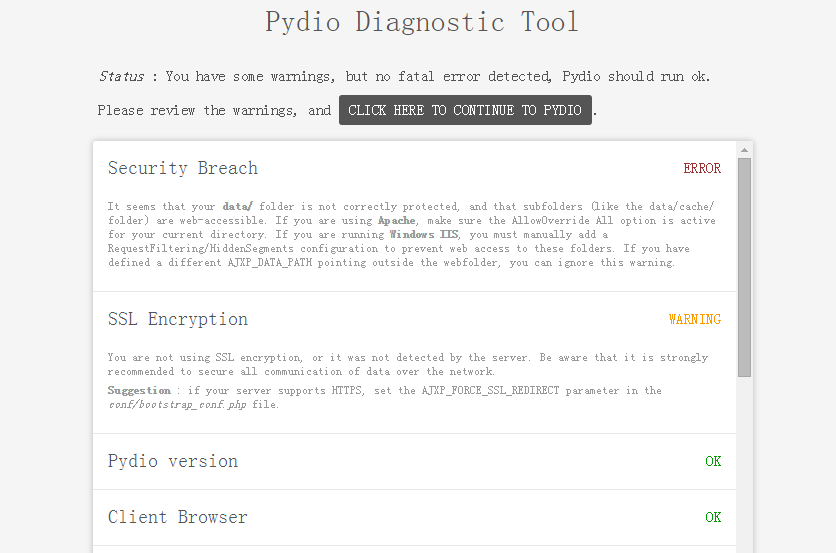 Pydio Diagnostic Tool
Status : You have some warnings, but no fatal error detected, Pydio should run ok.
Please review the warnings, and CLICK HERE TO CONTINUE TO PYDIO.
Security Breach ERROR
It seems that your data/ folder is not correctly protected, and that subfolders (like the data/cache/
folder) are web-accessible. If you are using Apache, make sure the AllowOverride All option is active
for your current directory. If you are running Windows IIS, you must manually add a
RequestFiltering/HiddenSegments configuration to prevent web access to these folders. If you have
defined a different AJXP_DATA_PATH pointing outside the webfolder, you can ignore this warning.
SSL Encryption WARNING
You are not using SSL encryption, or it was not detected by the server. Be aware that it is strongly
recommended to secure all communication of data over the network.
Suggestion : if your server supports HTTPS, set the AJXP_FORCE_SSL_REDIRECT parameter in the
conf/bootstrap_conf.php file.
Pydio version OK
Client Browser OK